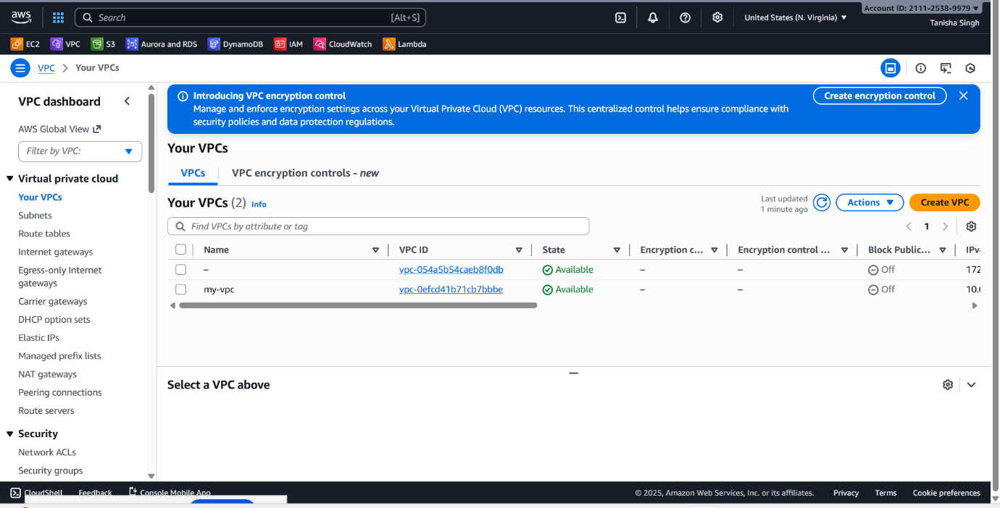 aws
Search [Alt+S]
Account ID: 2111-2538-9979
United States (N. Virginia)
Tanisha Singh
EC2 VPC S3 Aurora and RDS DynamoDB IAM CloudWatch Lambda
VPC > Your VPCs
VPC dashboard
AWS Global View
Filter by VPC:
Virtual private cloud
Your VPCs
Subnets
Route tables
Internet gateways
Egress-only Internet
gateways
Carrier gateways
DHCP option sets
Elastic IPs
Managed prefix lists
NAT gateways
Peering connections
Route servers
Security
Network ACLs
Security groups
Introducing VPC encryption control
Manage and enforce encryption settings across your Virtual Private Cloud (VPC) resources. This centralized control helps ensure compliance with
security policies and data protection regulations.
Create encryption control
Your VPCs
VPCs VPC encryption controls - new
Your VPCs (2) Info
Last updated
1 minute ago
Actions
Create VPC
Find VPCs by attribute or tag
1
Name VPC ID State Encryption c... Encryption control ... Block Public...
– vpc-054a5b54caeb8f0db Available – – Off 172
my-vpc vpc-0efcd41b71cb7bbbe Available – – Off 10.
Select a VPC above
CloudShell Feedback Console Mobile App © 2025, Amazon Web Services, Inc. or its affiliates. Privacy Terms Cookie preferences